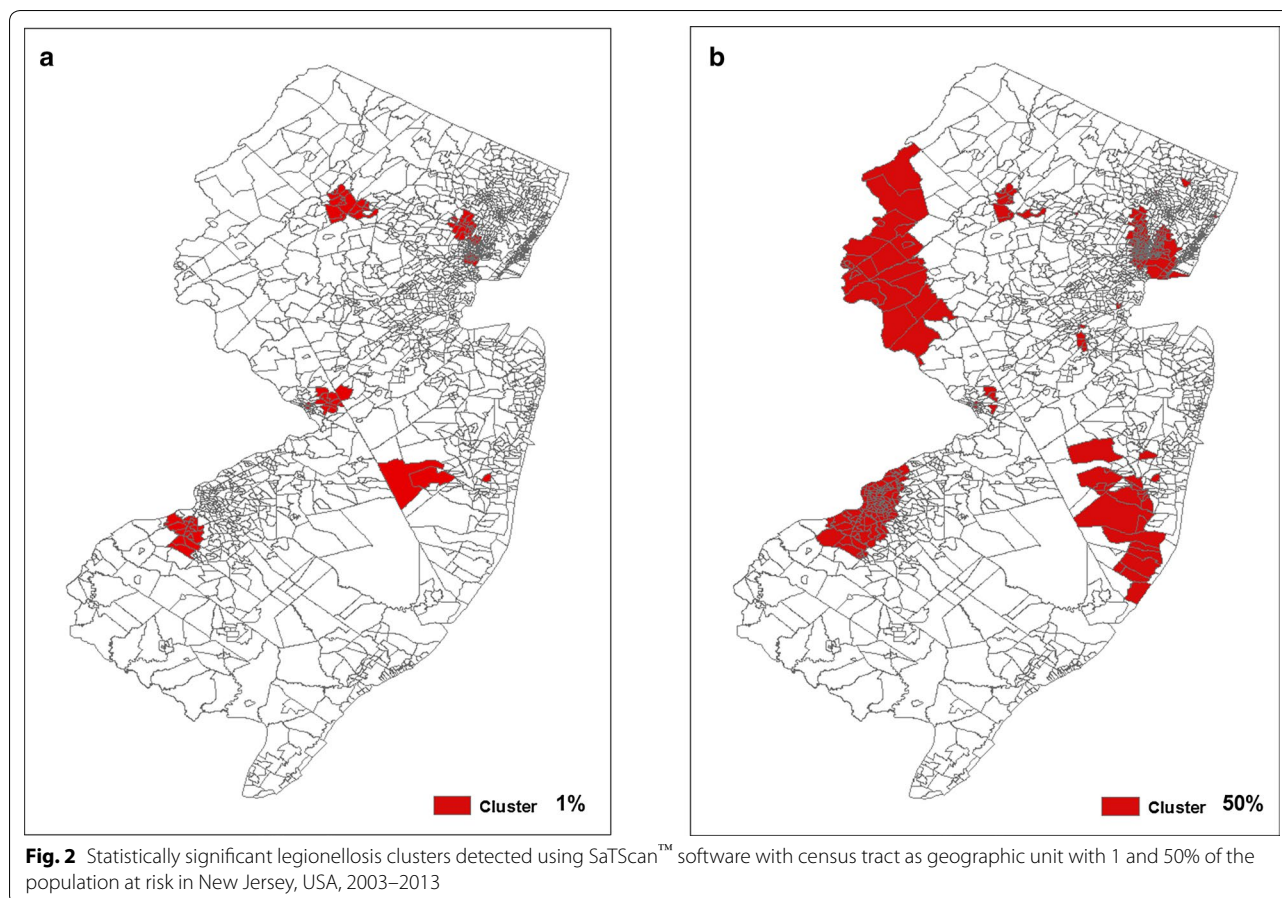 a
Cluster 1%
b
Cluster 50%
Fig. 2 Statistically significant legionellosis clusters detected using SaTScan™ software with census tract as geographic unit with 1 and 50% of the
population at risk in New Jersey, USA, 2003–2013